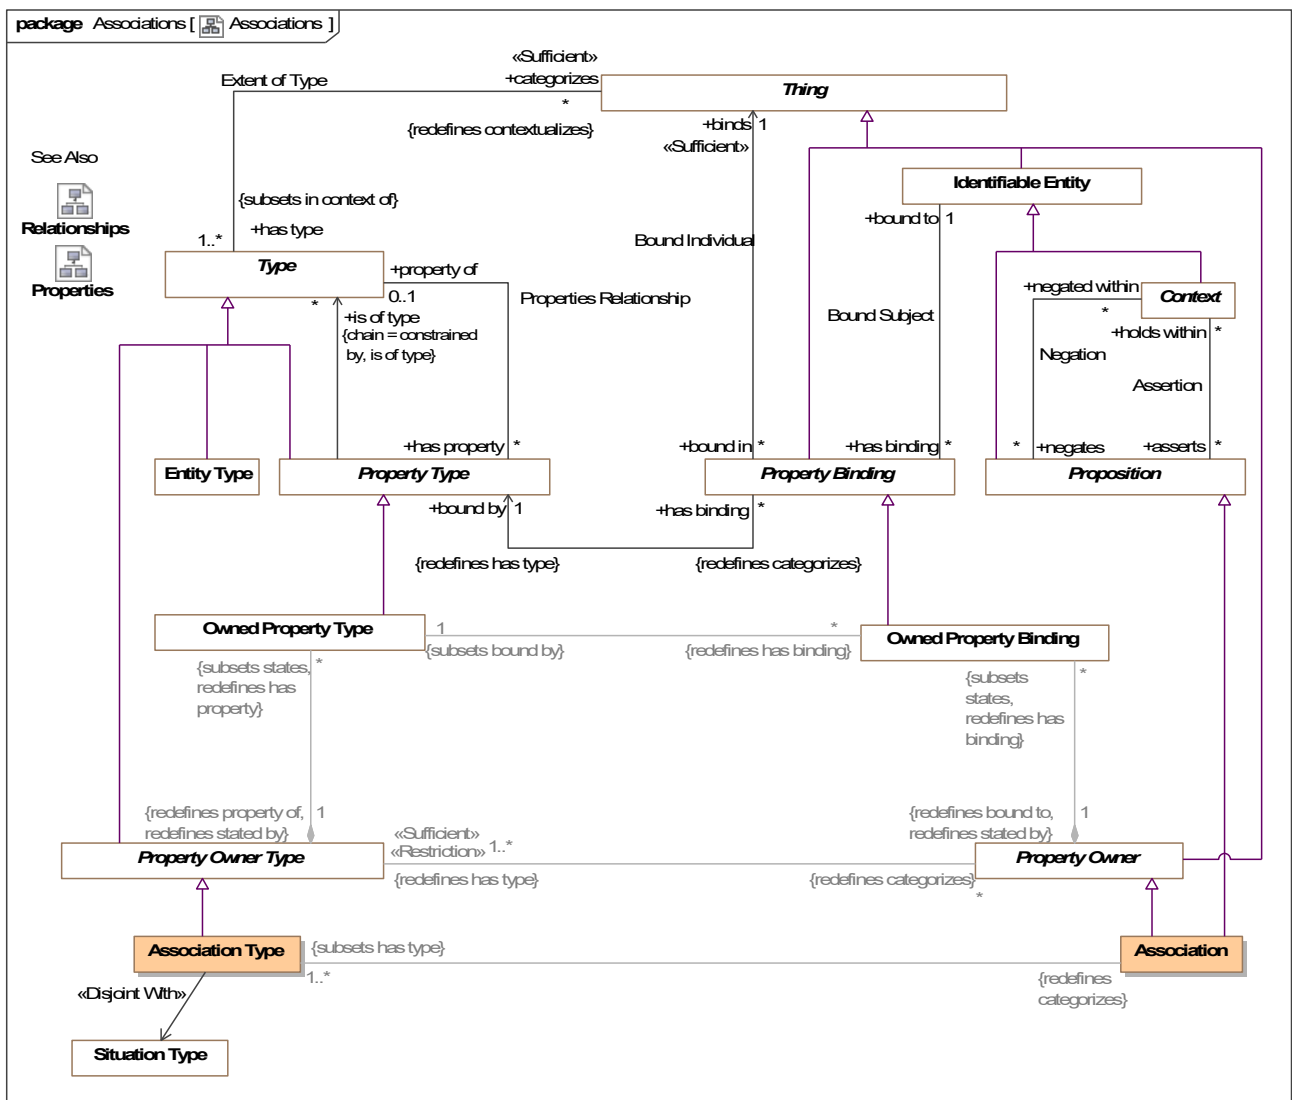 package Associations [ Associations ]
«Sufficient»
Extent of Type
+categorizes
Thing
*
{redefines contextualizes}
+binds 1
«Sufficient»
See Also
Identifiable Entity
{subsets in context of}
+bound to 1
Relationships
+has type
1..*
Bound Individual
Type
+property of
Properties
0..1
*
Properties Relationship
+negated within
Context
*
+is of type
{chain = constrained
by, is of type}
Bound Subject
+holds within *
Negation
Assertion
+has property *
+bound in *
+has binding *
* +negates
+asserts *
Entity Type
Property Type
Property Binding
Proposition
+bound by 1
+has binding *
{redefines has type}
{redefines categorizes}
Owned Property Type
1
*
Owned Property Binding
{subsets bound by}
{redefines has binding}
{subsets states,
redefines has
property}
*
{subsets
states,
redefines has
binding}
*
{redefines property of,
redefines stated by}
1
{redefines bound to,
redefines stated by}
1
«Sufficient»
«Restriction» 1..*
Property Owner Type
Property Owner
{redefines has type}
{redefines categorizes}
*
Association Type
{subsets has type}
Association
1..*
{redefines
categorizes}
«Disjoint With»
Situation Type